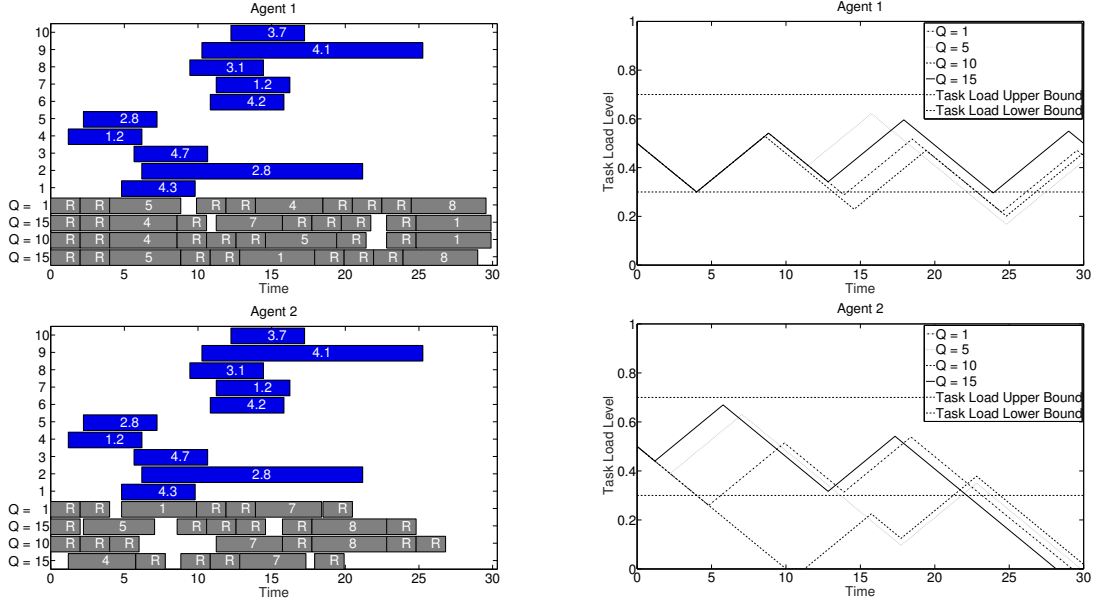 Agent 1
10
3.7
9
4.1
8
3.1
7
1.2
6
4.2
5
2.8
4
1.2
3
4.7
2
2.8
1
4.3
Q = 1 R R 5 R R R 4 R R R 8
Q = 15 R R 4 R 7 R R R R 1
Q = 10 R R 4 R R R 5 R R 1
Q = 15 R R 5 R R 1 R R R 8
5 10 15 20 25 30
Time
Agent 1
1
0.8
0.6
0.4
0.2
0
Task Load Level
0 5 10 15 20 25 30
Time
Q = 1
Q = 5
Q = 10
Q = 15
Task Load Upper Bound
Task Load Lower Bound
Agent 2
10
3.7
9
4.1
8
3.1
7
1.2
6
4.2
5
2.8
4
1.2
3
4.7
2
2.8
1
4.3
Q = 1 R R 1 R R 7 R
Q = 15 R 5 R R R R 8 R
Q = 10 R R R 7 R 8 R R
Q = 15 4 R R R 7 R
5 10 15 20 25 30
Time
Agent 2
1
0.8
0.6
0.4
0.2
0
Task Load Level
0 5 10 15 20 25 30
Time
Q = 1
Q = 5
Q = 10
Q = 15
Task Load Upper Bound
Task Load Lower Bound